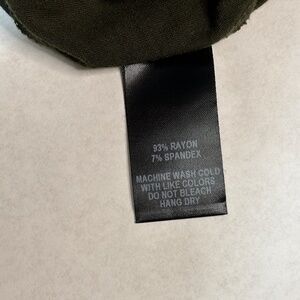 93% RAYON
7% SPANDEX
MACHINE WASH COLD
WITH LIKE COLORS
DO NOT BLEACH
HANG DRY